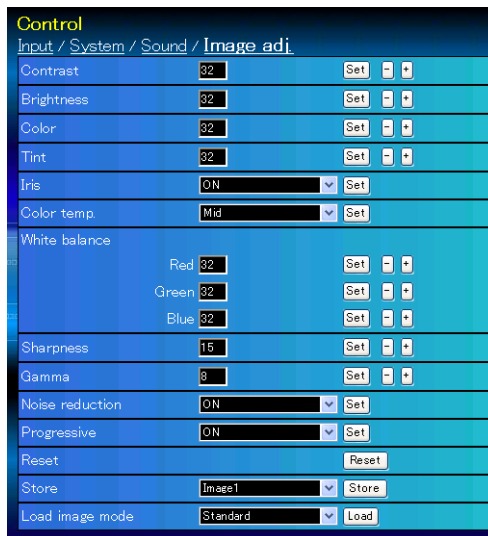 Control
Input / System / Sound / Image adj.
Contrast 32 Set - +
Brightness 32 Set - +
Color 32 Set - +
Tint 32 Set - +
Iris ON Set
Color temp. Mid Set
White balance
Red 32 Set - +
Green 32 Set - +
Blue 32 Set - +
Sharpness 15 Set - +
Gamma 8 Set - +
Noise reduction ON Set
Progressive ON Set
Reset Reset
Store Image1 Store
Load image mode Standard Load